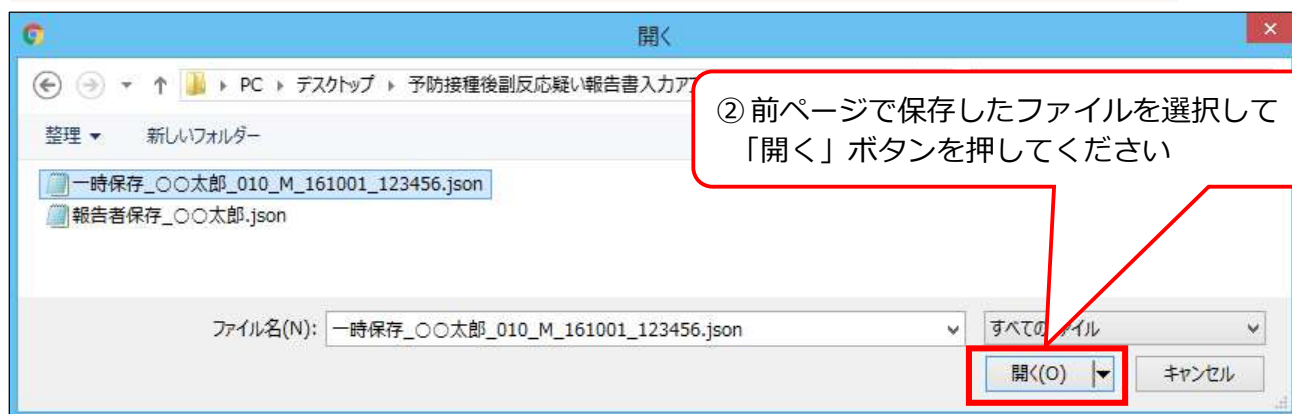 開く
PC デスクトップ 予防接種後副反応疑い報告書入力ア
② 前ページで保存したファイルを選択して
「開く」ボタンを押してください
整理 新しいフォルダー
一時保存_○○太郎_010_M_161001_123456.json
報告者保存_○○太郎.json
ファイル名(N): 一時保存_○○太郎_010_M_161001_123456.json すべてのファイル
開く(O) キャンセル